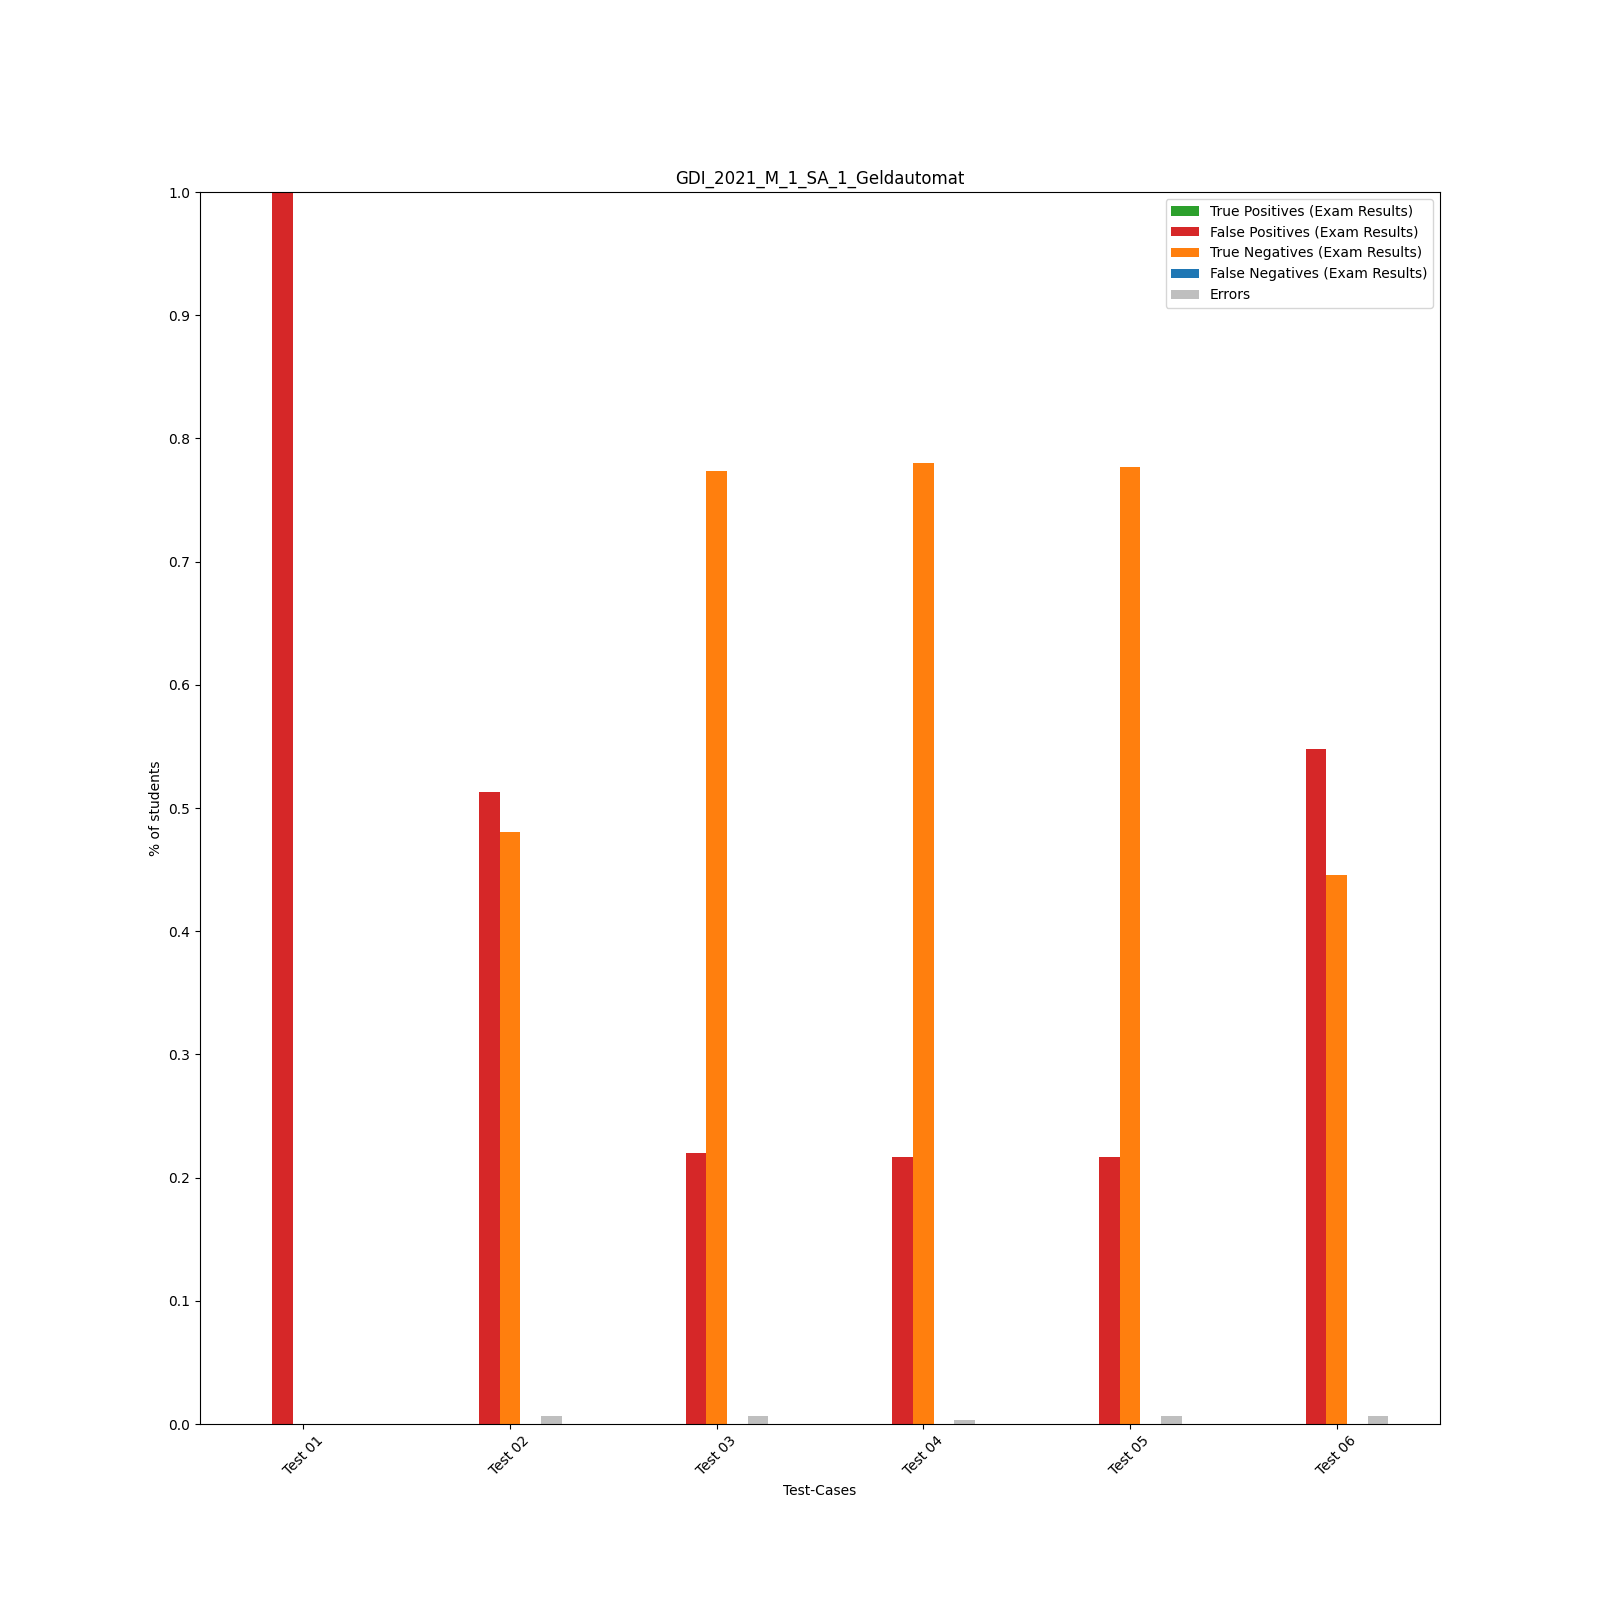 GDI_2021_M_1_SA_1_Geldautomat
True Positives (Exam Results)
False Positives (Exam Results)
True Negatives (Exam Results)
False Negatives (Exam Results)
Errors
1.0
0.9
0.8
0.7
0.6
0.5
0.4
0.3
0.2
0.1
0.0
% of students
Test 01
Test 02
Test 03
Test 04
Test 05
Test 06
Test-Cases